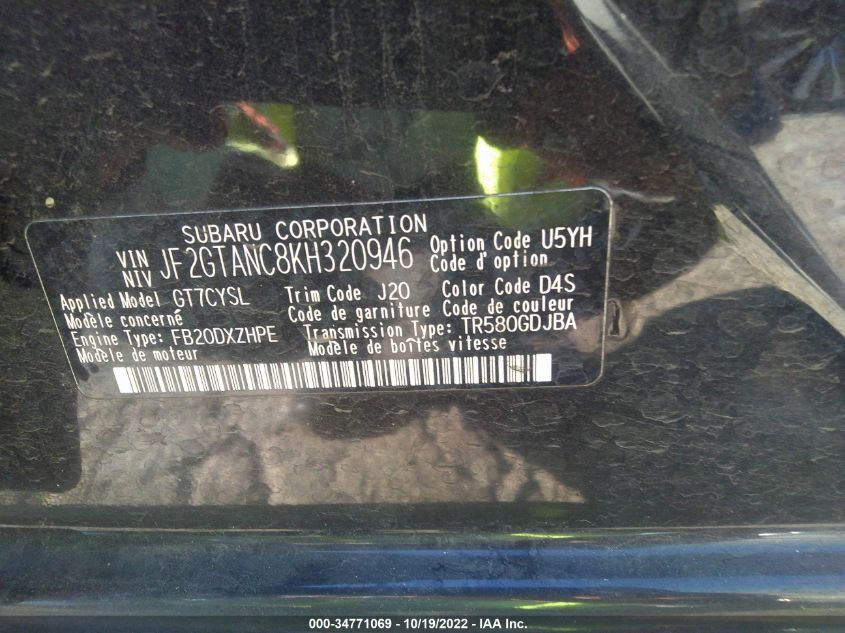 SUBARU CORPORATION
VIN NIV JF2GTANC8KH320946 Option Code U5YH
Code d'option
Applied Model GT7CYSL Trim Code J20 Color Code D4S
Modèle concerné Code de garniture Code de couleur
Engine Type: FB20DXZHPE Transmission Type: TR580GDJBA
Modèle de moteur Modèle de boîtes vitesse
000-34771069 - 10/19/2022 - IAA Inc.